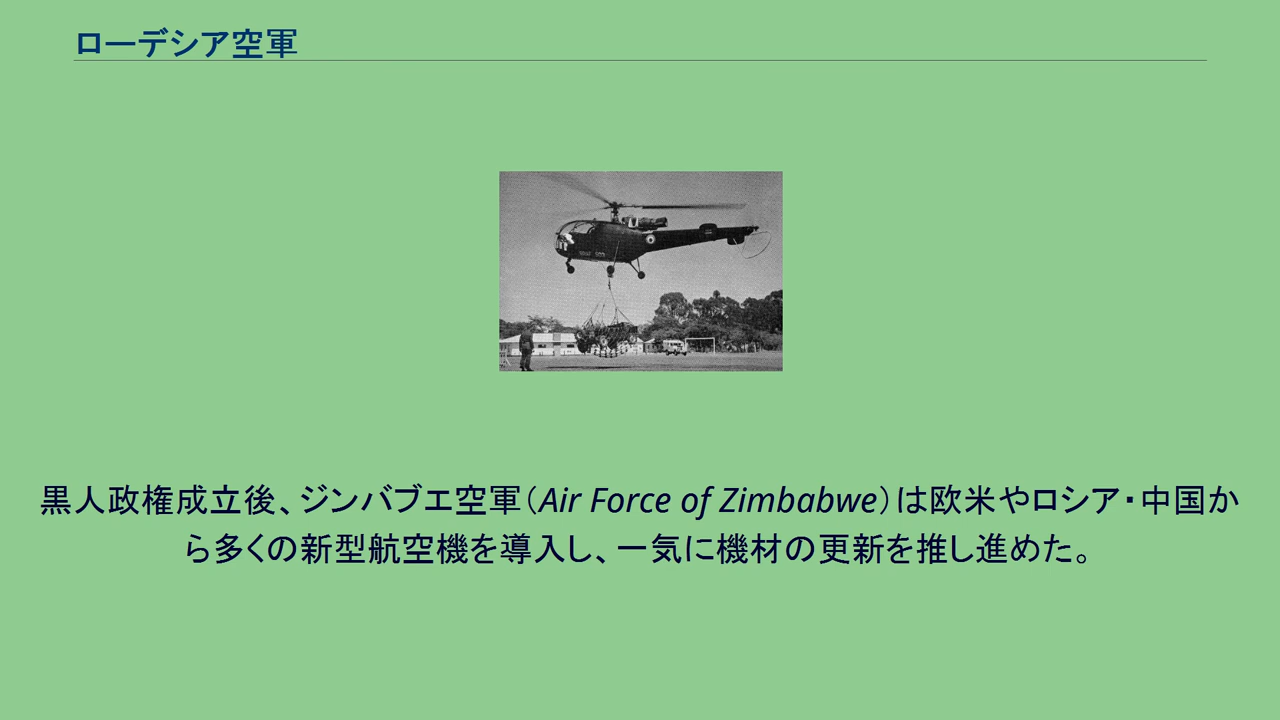 ローデシア空軍
黒人政権成立後、ジンバブエ空軍（Air Force of Zimbabwe）は欧米やロシア・中国か
ら多くの新型航空機を導入し、一気に機材の更新を推し進めた。